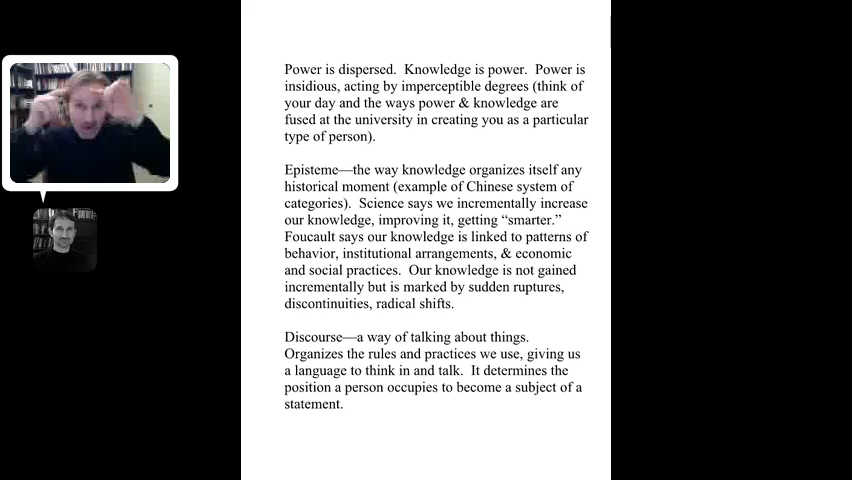 Power is dispersed.  Knowledge is power.  Power is
insidious, acting by imperceptible degrees (think of
your day and the ways power & knowledge are
fused at the university in creating you as a particular
type of person).
Episteme—the way knowledge organizes itself any
historical moment (example of Chinese system of
categories).  Science says we incrementally increase
our knowledge, improving it, getting “smarter.”
Foucault says our knowledge is linked to patterns of
behavior, institutional arrangements, & economic
and social practices.  Our knowledge is not gained
incrementally but is marked by sudden ruptures,
discontinuities, radical shifts.
Discourse—a way of talking about things.
Organizes the rules and practices we use, giving us
a language to think in and talk.  It determines the
position a person occupies to become a subject of a
statement.